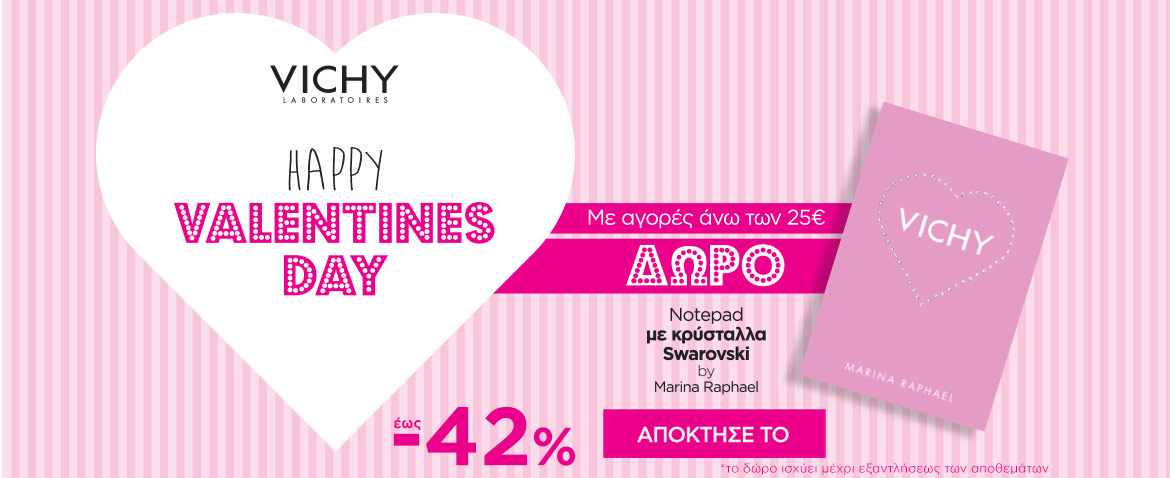 VICHY
LABORATOIRES
HAPPY
VALENTINES
DAY
Με αγορές άνω των 25€
ΔΩΡΟ
Notepad
με κρύσταλλα
Swarovski
by
Marina Raphael
έως
-42%
ΑΠΟΚΤΗΣΕ ΤΟ
*το δώρο ισχύει μέχρι εξαντλήσεως των αποθεμάτων
VICHY
MARINA RAPHAEL